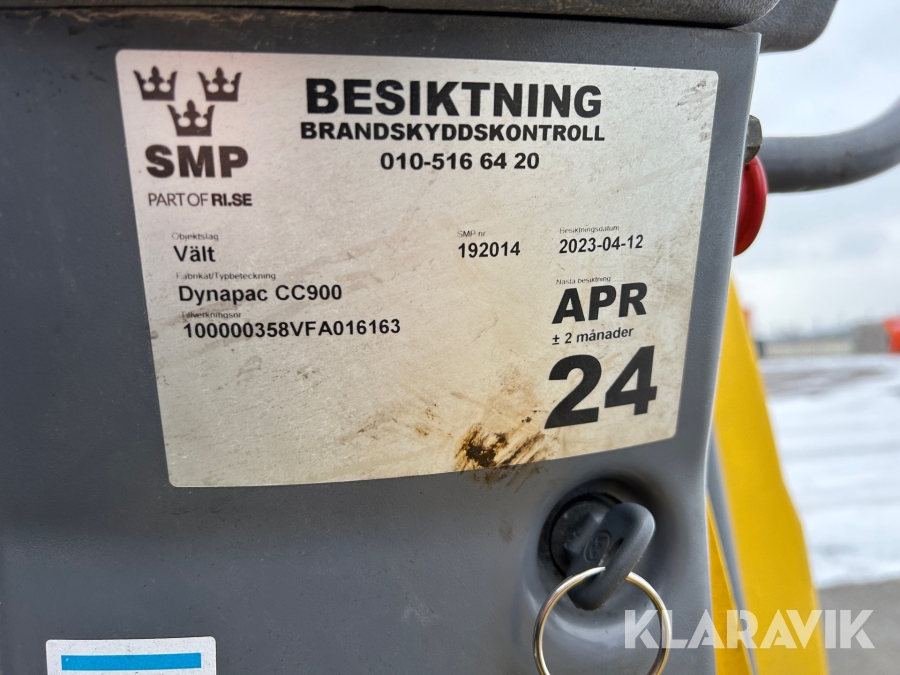 BESIKTNING
BRANDSKYDDSKONTROLL
010-516 64 20
SMP
PART OF RI.SE
Objektslag
Vält
SMP nr
192014
Besiktningsdatum
2023-04-12
Fabrikat/Typbeteckning
Dynapac CC900
Tillverkningsnr
100000358VFA016163
Nästa besiktning
APR
± 2 månader
24
KLARAVIK